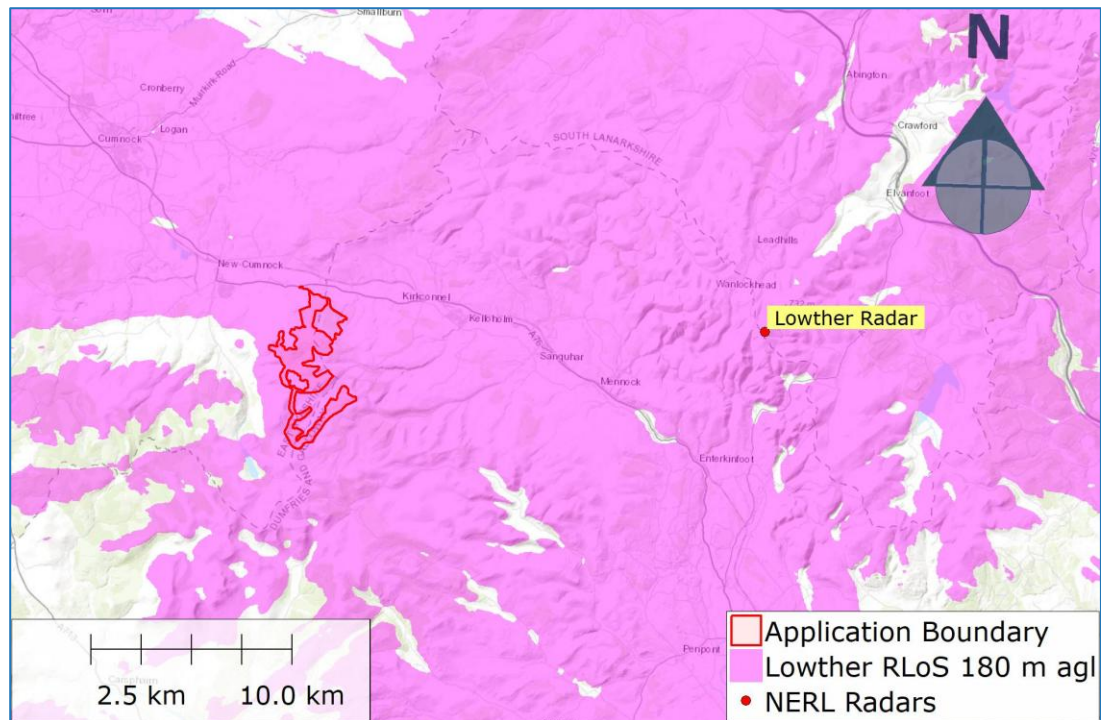 Sorn
Smallburn
Muirkirk Road
Cronberry
Logan
Cumnock
Abington
Crawford
Elvanfoot
N
SOUTH LANARKSHIRE
Leadhills
Wanlockhead
Lowther Radar
New Cumnock
Kirkconnel
Kelloholm
Sanquhar
Mennock
Enterkinfoot
DUMFRIES AND
Penpont
2.5 km
10.0 km
Application Boundary
Lowther RLoS 180 m agl
NERL Radars